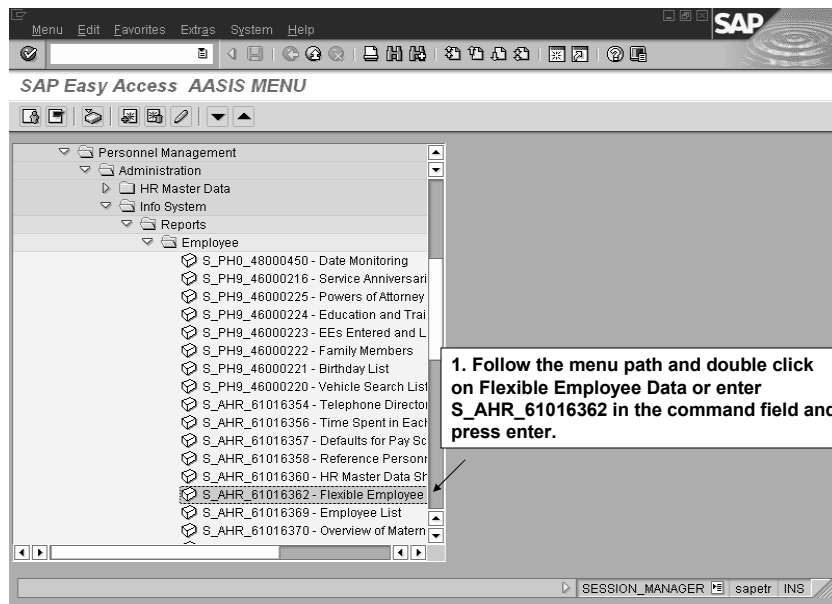 Menu Edit Favorites Extras System Help
SAP
SAP Easy Access AASIS MENU
Personnel Management
Administration
HR Master Data
Info System
Reports
Employee
S_PH0_48000450 - Date Monitoring
S_PH9_46000216 - Service Anniversari
S_PH9_46000225 - Powers of Attorney
S_PH9_46000224 - Education and Trai
S_PH9_46000223 - EEs Entered and L
S_PH9_46000222 - Family Members
S_PH9_46000221 - Birthday List
S_PH9_46000220 - Vehicle Search List
S_AHR_61016354 - Telephone Director
S_AHR_61016356 - Time Spent in Each
S_AHR_61016357 - Defaults for Pay Sc
S_AHR_61016358 - Reference Personn
S_AHR_61016360 - HR Master Data Sh
S_AHR_61016362 - Flexible Employee
S_AHR_61016369 - Employee List
S_AHR_61016370 - Overview of Matern
1. Follow the menu path and double click
on Flexible Employee Data or enter
S_AHR_61016362 in the command field and
press enter.
SESSION_MANAGER sapetr INS